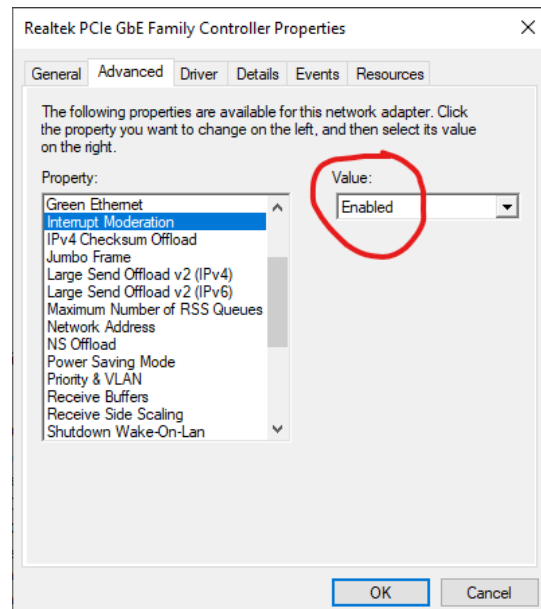 Realtek PCIe GbE Family Controller Properties
General Advanced Driver Details Events Resources
The following properties are available for this network adapter. Click
the property you want to change on the left, and then select its value
on the right.
Property:
Value:
Green Ethernet
Interrupt Moderation
IPv4 Checksum Offload
Jumbo Frame
Large Send Offload v2 (IPv4)
Large Send Offload v2 (IPv6)
Maximum Number of RSS Queues
Network Address
NS Offload
Power Saving Mode
Priority & VLAN
Receive Buffers
Receive Side Scaling
Shutdown Wake-On-Lan
Enabled
OK Cancel